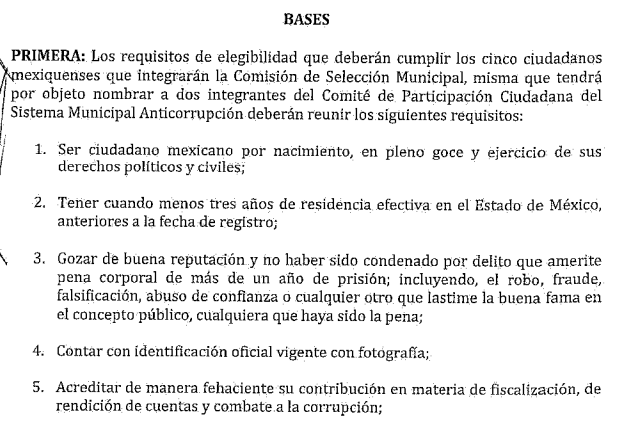 BASES
PRIMERA: Los requisitos de elegibilidad que deberán cumplir los cinco ciudadanos
mexiquenses que integrarán la Comisión de Selección Municipal, misma que tendrá
por objeto nombrar a dos integrantes del Comité de Participación Ciudadana del
Sistema Municipal Anticorrupción deberán reunir los siguientes requisitos:
1. Ser ciudadano mexicano por nacimiento, en pleno goce y ejercicio de sus
derechos políticos y civiles;
2. Tener cuando menos tres años de residencia efectiva en el Estado de México,
anteriores a la fecha de registro;
3. Gozar de buena reputación y no haber sido condenado por delito que amerite
pena corporal de más de un año de prisión; incluyendo, el robo, fraude,
falsificación, abuso de confianza o cualquier otro que lastime la buena fama en
el concepto público, cualquiera que haya sido la pena;
4. Contar con identificación oficial vigente con fotografía;
5. Acreditar de manera fehaciente su contribución en materia de fiscalización, de
rendición de cuentas y combate a la corrupción;